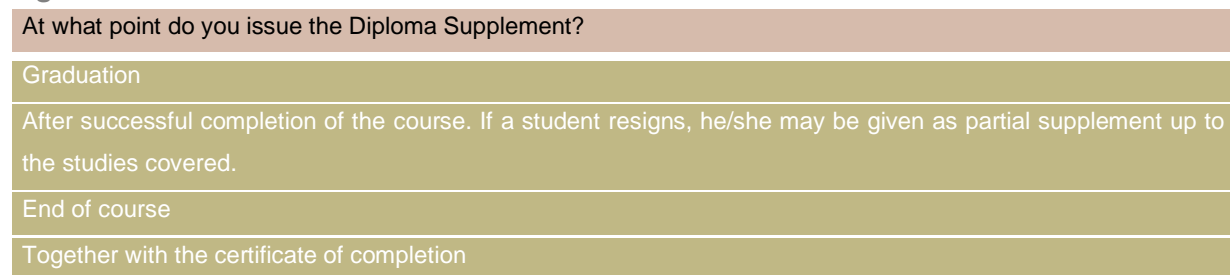 At what point do you issue the Diploma Supplement?
Graduation
After successful completion of the course. If a student resigns, he/she may be given as partial supplement up to
the studies covered.
End of course
Together with the certificate of completion